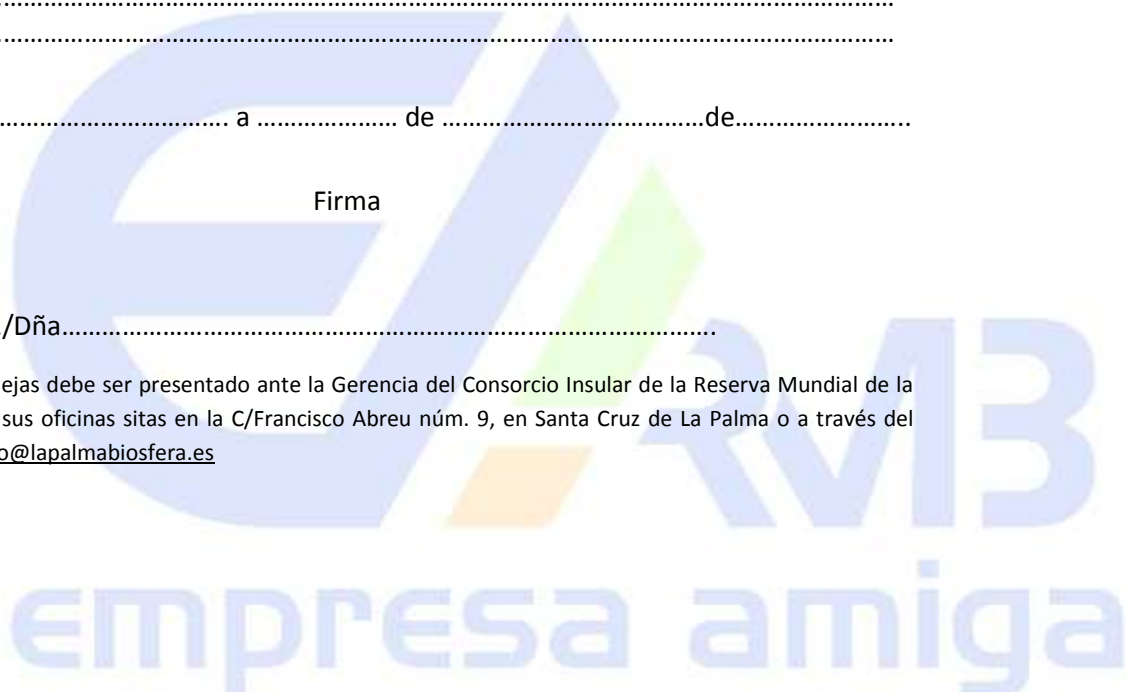 ……………………………………………………………………………………………………………………
……………………………………………………………………………………………………………………
……………………………. a ………………… de …………………………………de……………………..
Firma
/Dña…………………………………………………………………………………….
ejas debe ser presentado ante la Gerencia del Consorcio Insular de la Reserva Mundial de la
sus oficinas sitas en la C/Francisco Abreu núm. 9, en Santa Cruz de La Palma o a través del
o@lapalmabiosfera.es
RMB
empresa amiga